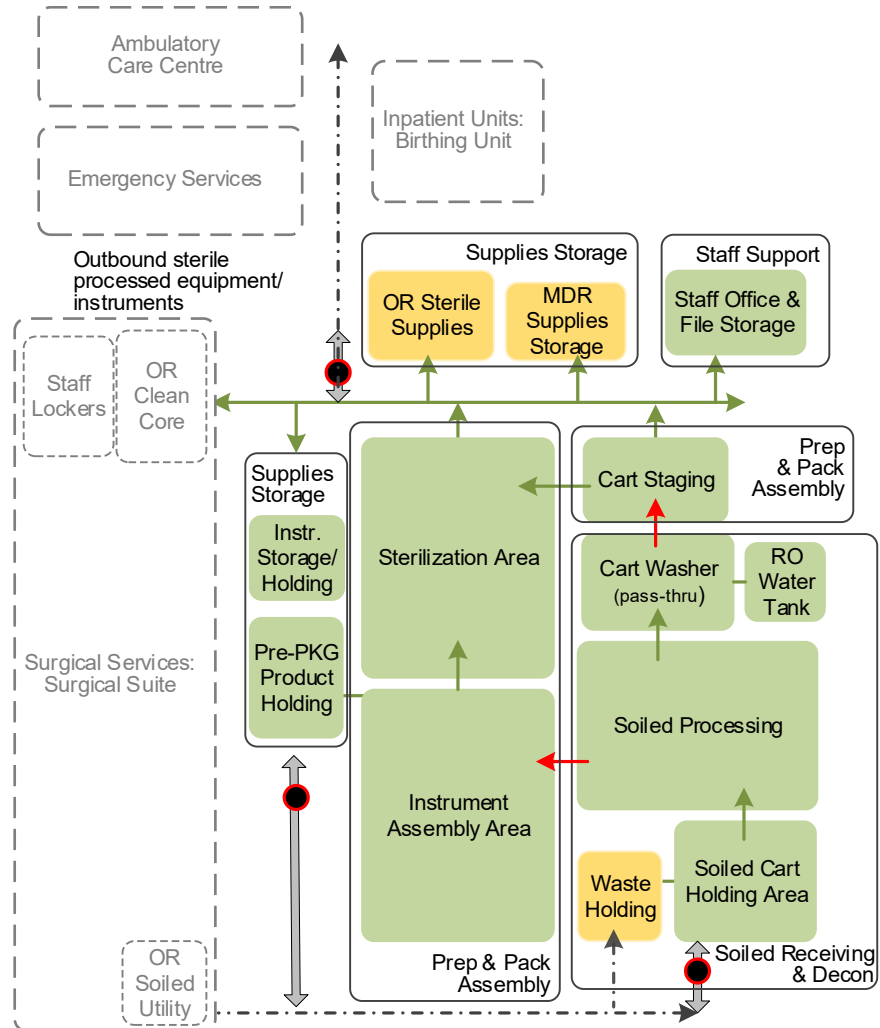 Ambulatory
Care Centre
Inpatient Units:
Birthing Unit
Emergency Services
Outbound sterile
processed equipment/
instruments
Supplies Storage
OR Sterile
Supplies
MDR
Supplies
Storage
Staff Support
Staff Office &
File Storage
Staff
Lockers
OR
Clean
Core
Supplies
Storage
Instr.
Storage/
Holding
Pre-PKG
Product
Holding
Sterilization Area
Cart Staging
Prep
& Pack
Assembly
Cart Washer
(pass-thru)
RO
Water
Tank
Surgical Services:
Surgical Suite
Soiled Processing
Instrument
Assembly Area
Waste
Holding
Soiled Cart
Holding Area
OR
Soiled
Utility
Prep & Pack
Assembly
Soiled Receiving
& Decon